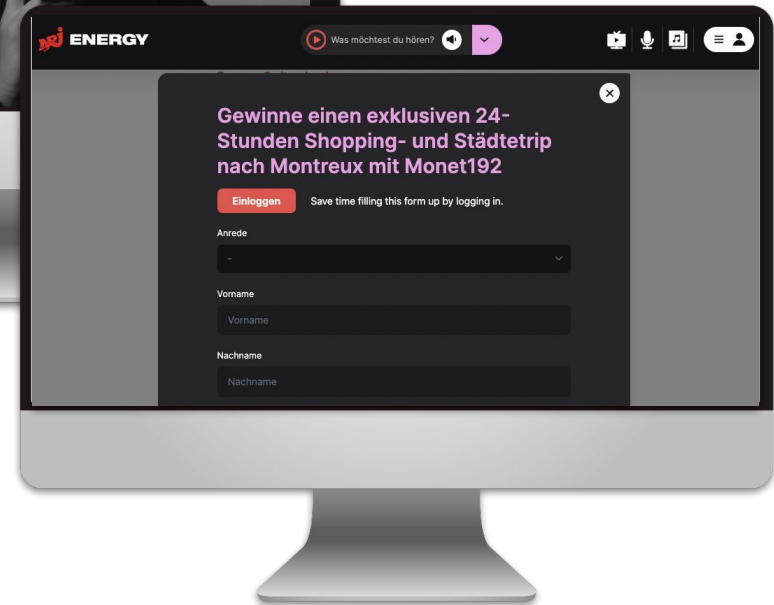 NRJ ENERGY
Was möchtest du hören?
Gewinne einen exklusiven 24-
Stunden Shopping- und Städtetrip
nach Montreux mit Monet192
Einloggen Save time filling this form up by logging in.
Anrede
-
Vorname
Vorname
Nachname
Nachname